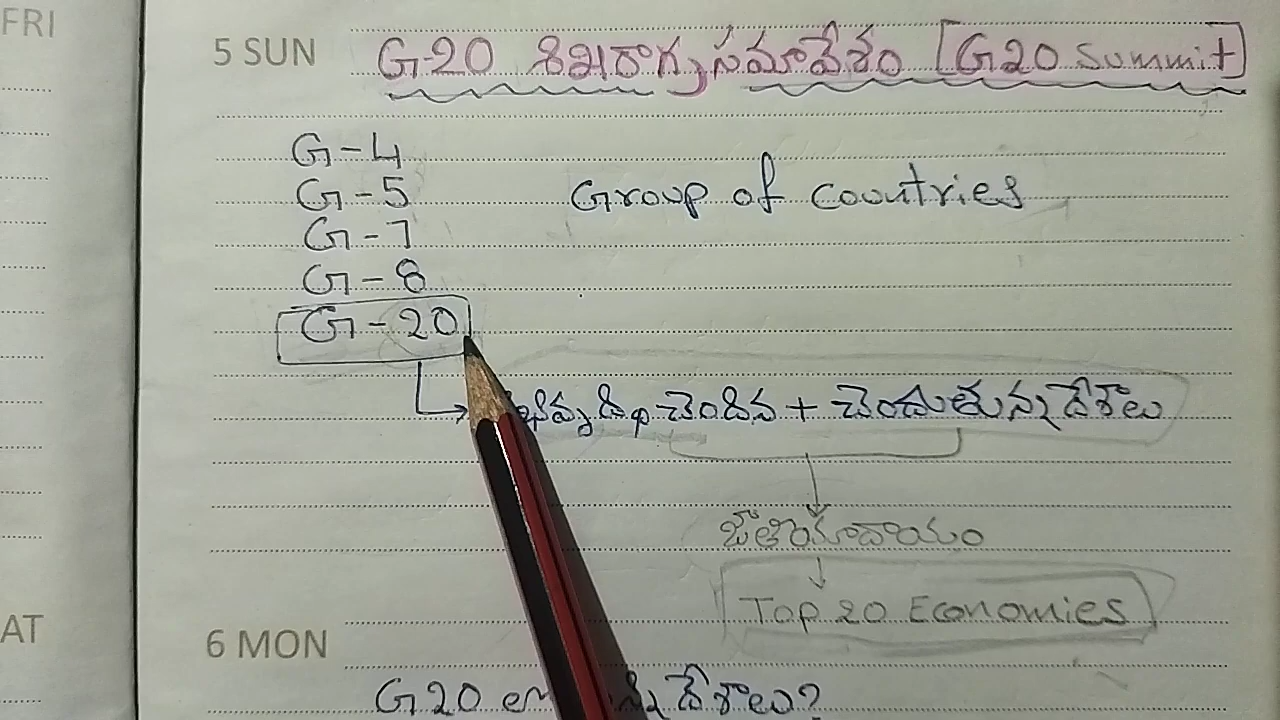 FRI
5 SUN
G-20 శిఖరాగ్ర సమావేశం [G20 Summit]
G-4
G-5
Group of Countries
G-7
G-8
G-20
చెందిన + చెందుతున్న దేశాలు
జాతీయాదాయం
Top 20 Economies
AT
6 MON
G20 దేశాలు?